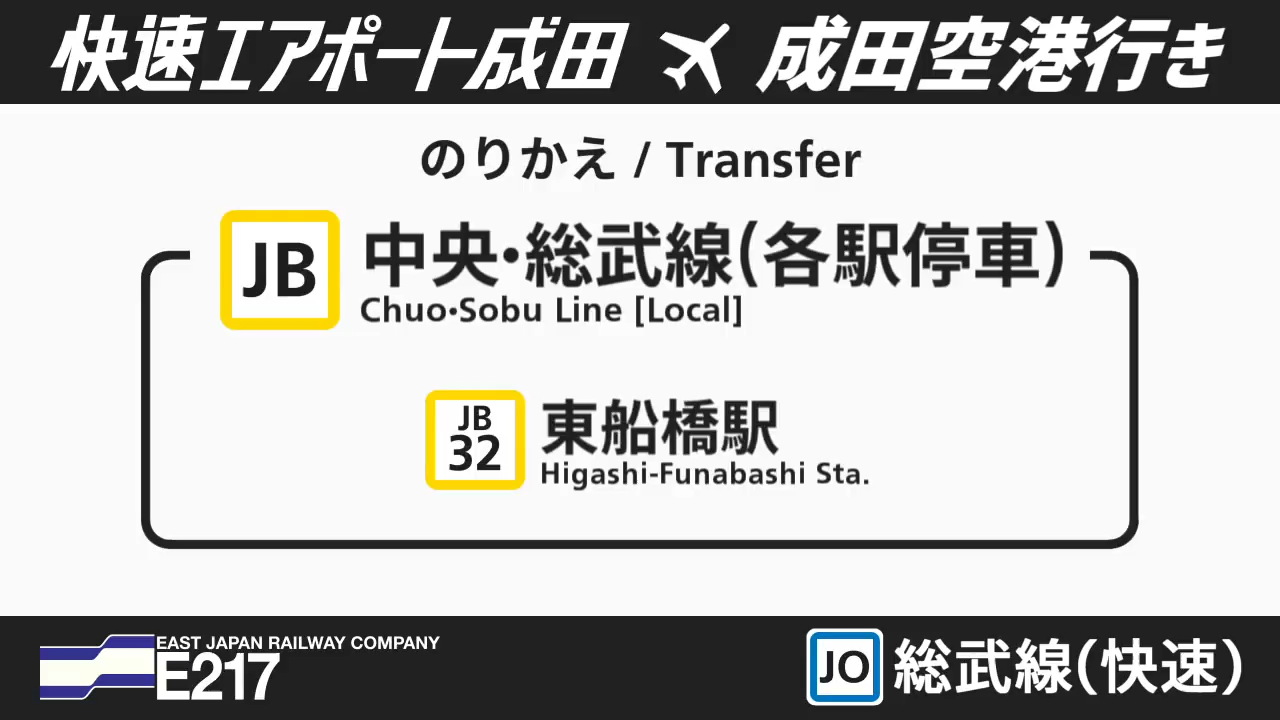 快速エアポート成田 成田空港行き
のりかえ / Transfer
JB 中央・総武線(各駅停車)
Chuo•Sobu Line [Local]
JB
32
東船橋駅
Higashi-Funabashi Sta.
EAST JAPAN RAILWAY COMPANY
E217
JO 総武線(快速)